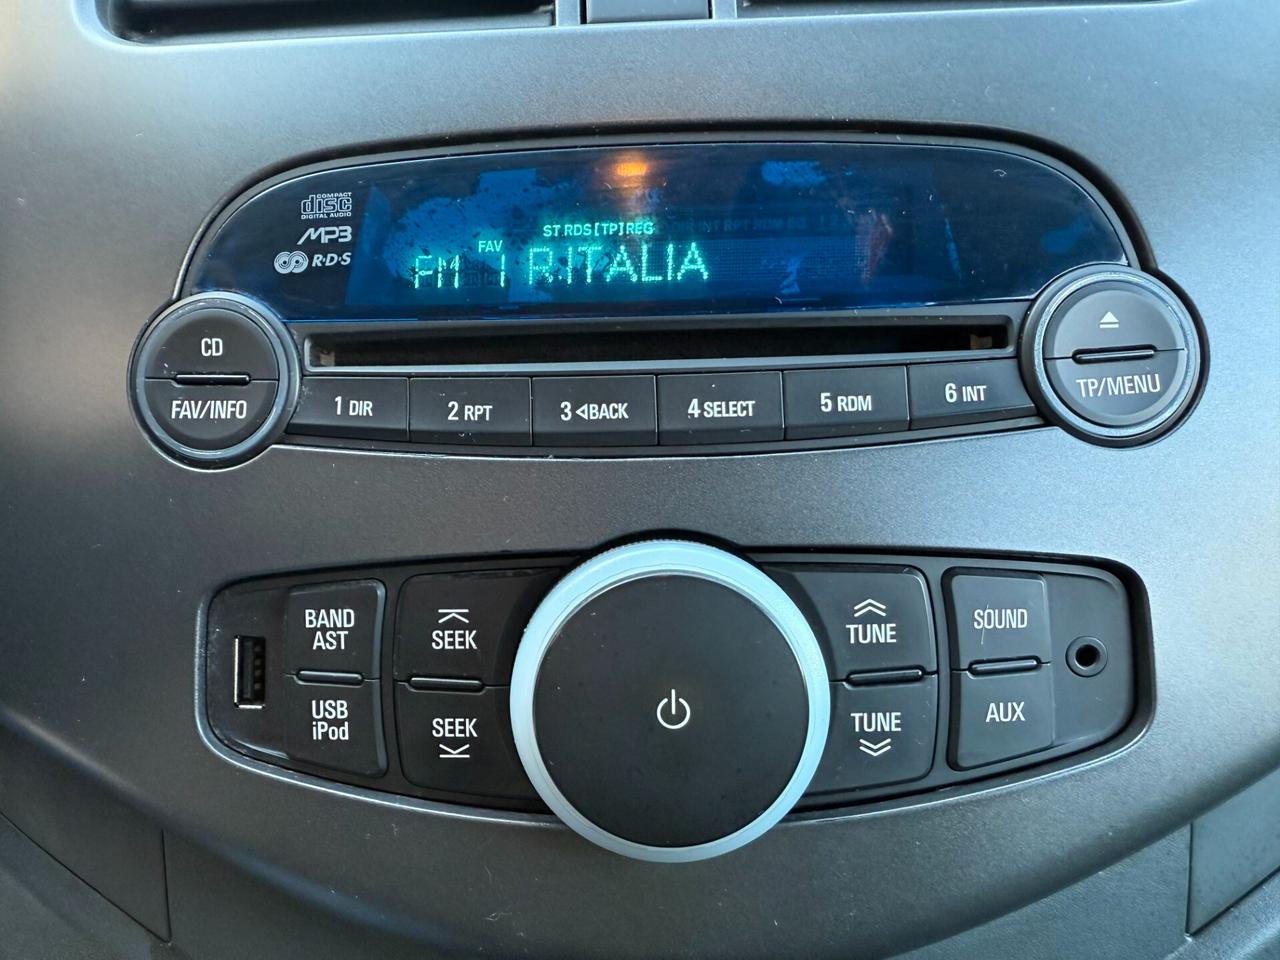 COMPACT
disc
DIGITAL AUDIO
MP3
R·D·S
ST RDS[TP]REG
FAV
FM 1 R.ITALIA
CD
FAV/INFO
1 DIR
2 RPT
3 ◁BACK
4 SELECT
5 RDM
6 INT
TP/MENU
BAND
AST
USB
iPod
SEEK
SEEK
TUNE
TUNE
SOUND
AUX